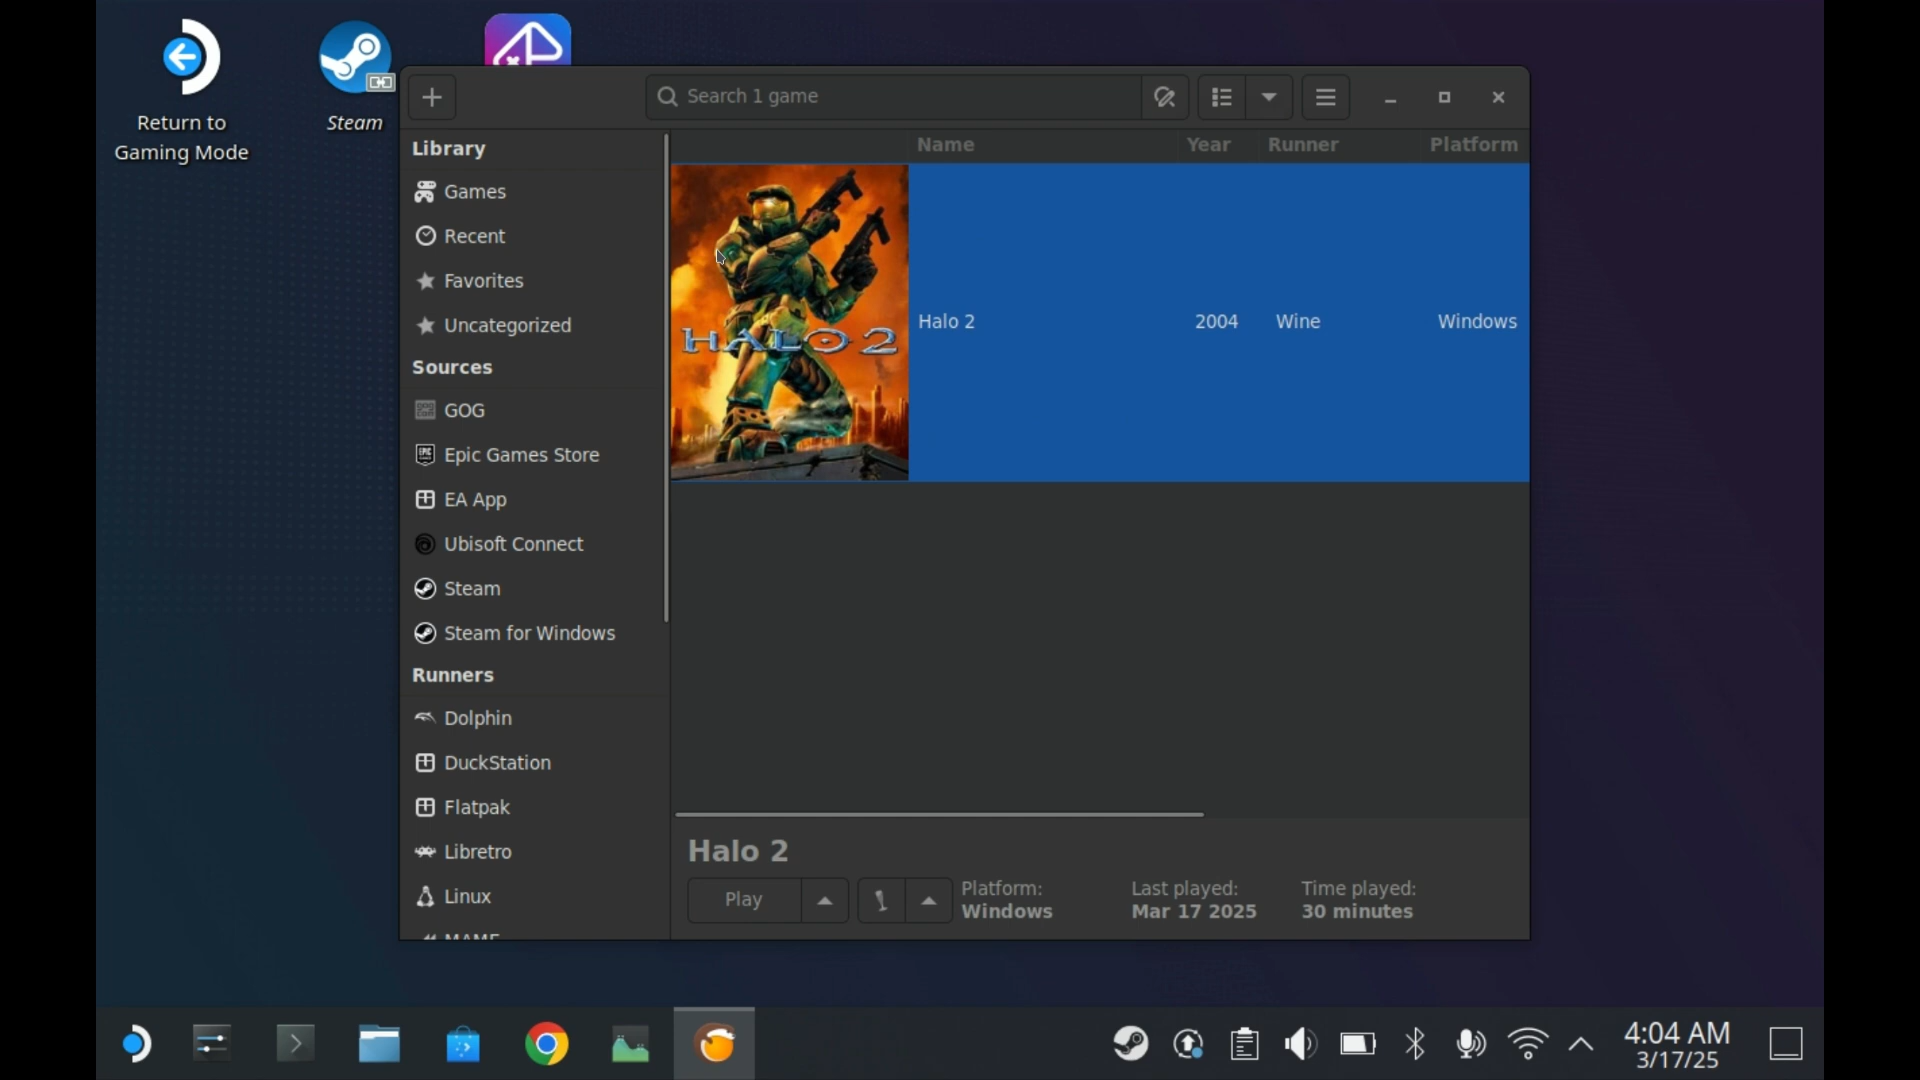 Return to
Gaming Mode
Steam
Search 1 game
Library
Games
Recent
Favorites
Uncategorized
Sources
GOG
EPIC
Epic Games Store
EA App
Ubisoft Connect
Steam
Steam for Windows
Runners
Dolphin
DuckStation
Flatpak
Libretro
Linux
MAME
Name Year Runner Platform
HALO 2
Halo 2 2004 Wine Windows
Halo 2
Play
Platform:
Windows
Last played:
Mar 17 2025
Time played:
30 minutes
4:04 AM
3/17/25